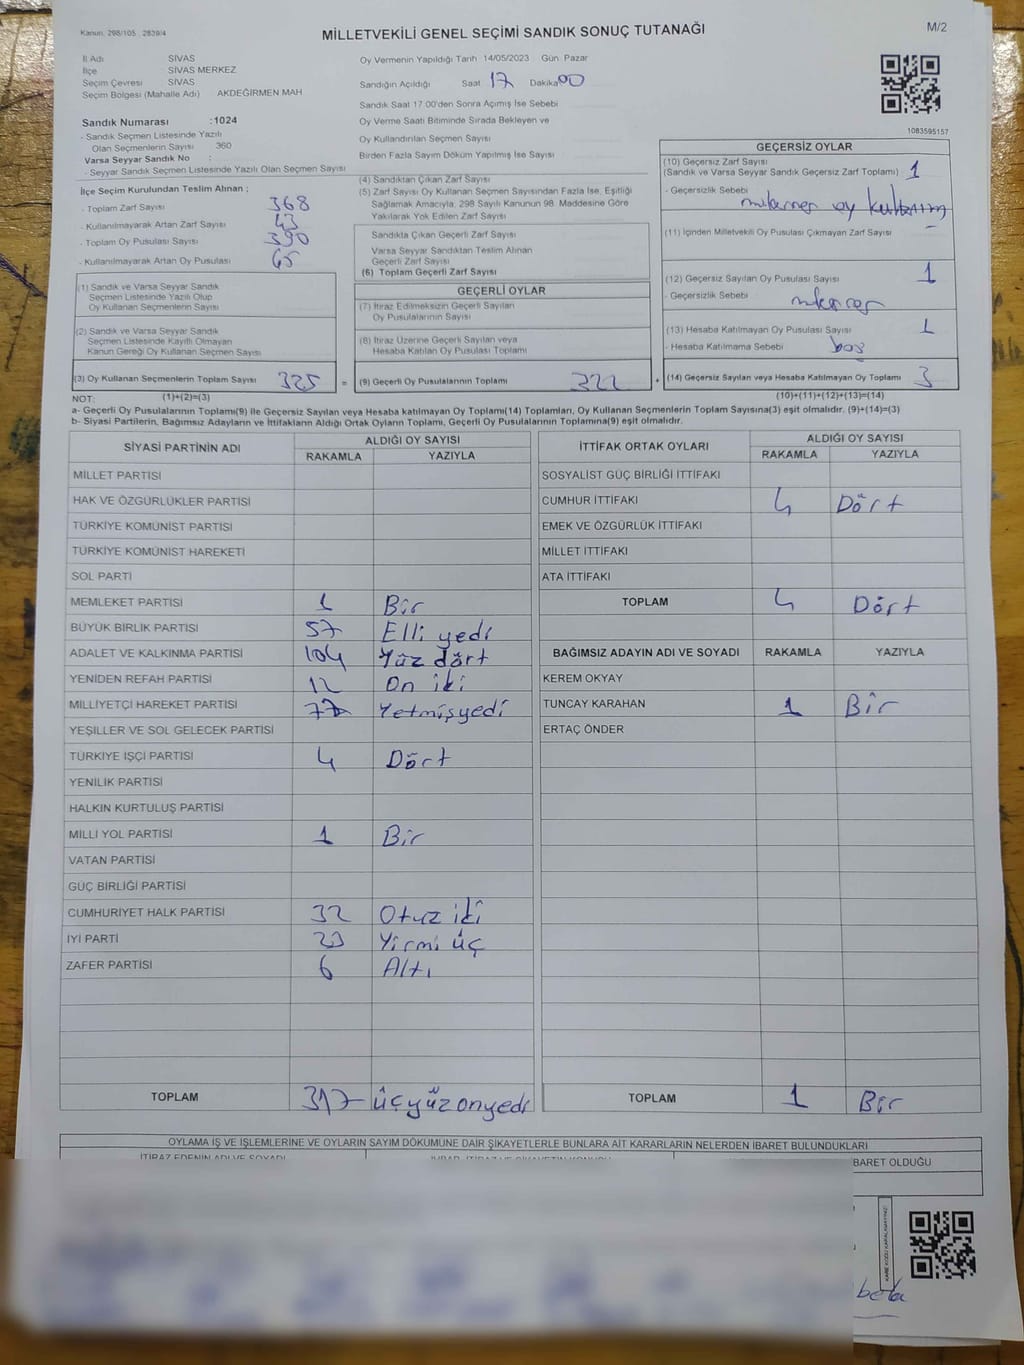 Kanun, 298/105 , 2839/4
MİLLETVEKİLİ GENEL SEÇİMİ SANDIK SONUÇ TUTANAĞI
M/2
İl Adı SİVAS
İlçe SİVAS MERKEZ
Seçim Çevresi SİVAS
Seçim Bölgesi (Mahalle Adı) AKDEĞİRMEN MAH
Sandık Numarası :1024
- Sandık Seçmen Listesinde Yazılı
Olan Seçmenlerin Sayısı 360
Varsa Seyyar Sandık No :
- Seyyar Sandık Seçmen Listesinde Yazılı Olan Seçmen Sayısı
Oy Vermenin Yapıldığı Tarih 14/05/2023 Gün Pazar
Sandığın Açıldığı Saat 17 Dakika 00
Sandık Saat 17:00'den Sonra Açımış İse Sebebi
Oy Verme Saati Bitiminde Sırada Bekleyen ve
Oy Kullandırılan Seçmen Sayısı
Birden Fazla Sayım Döküm Yapılmış İse Sayısı
1083595157
İlçe Seçim Kurulundan Teslim Alınan ;
- Toplam Zarf Sayısı 368
- Kullanılmayarak Artan Zarf Sayısı 43
- Toplam Oy Pusulası Sayısı 390
- Kullanılmayarak Artan Oy Pusulası 65
(1) Sandık ve Varsa Seyyar Sandık
Seçmen Listesinde Yazılı Olup
Oy Kullanan Seçmenlerin Sayısı
(2) Sandık ve Varsa Seyyar Sandık
Seçmen Listesinde Kayıtlı Olmayan
Kanun Gereği Oy Kullanan Seçmen Sayısı
(3) Oy Kullanan Seçmenlerin Toplam Sayısı 325 =
(4) Sandıktan Çıkan Zarf Sayısı
(5) Zarf Sayısı Oy Kullanan Seçmen Sayısından Fazla İse, Eşitliği
Sağlamak Amacıyla, 298 Sayılı Kanunun 98. Maddesine Göre
Yakılarak Yok Edilen Zarf Sayısı
Sandıkta Çıkan Geçerli Zarf Sayısı
Varsa Seyyar Sandıktan Teslim Alınan
Geçerli Zarf Sayısı
(6) Toplam Geçerli Zarf Sayısı
GEÇERLİ OYLAR
(7) İtiraz Edilmeksizin Geçerli Sayılan
Oy Pusulalarının Sayısı
(8) İtiraz Üzerine Geçerli Sayılan veya
Hesaba Katılan Oy Pusulası Toplamı
(9) Geçerli Oy Pusulalarının Toplamı 322 +
GEÇERSİZ OYLAR
(10) Geçersiz Zarf Sayısı
(Sandık ve Varsa Seyyar Sandık Geçersiz Zarf Toplamı) 1
- Geçersizlik Sebebi
(11) İçinden Milletvekili Oy Pusulası Çıkmayan Zarf Sayısı
(12) Geçersiz Sayılan Oy Pusulası Sayısı 1
- Geçersizlik Sebebi
(13) Hesaba Katılmayan Oy Pusulası Sayısı 1
- Hesaba Katılmama Sebebi boş
(14) Geçersiz Sayılan veya Hesaba Katılmayan Oy Toplamı 3
NOT: (1)+(2)=(3) (10)+(11)+(12)+(13)=(14)
a- Geçerli Oy Pusulalarının Toplamı(9) İle Geçersiz Sayılan veya Hesaba katılmayan Oy Toplamı(14) Toplamları, Oy Kullanan Seçmenlerin Toplam Sayısına(3) eşit olmalıdır. (9)+(14)=(3)
b- Siyasi Partilerin, Bağımsız Adayların ve İttifakların Aldığı Ortak Oyların Toplamı, Geçerli Oy Pusulalarının Toplamına(9) eşit olmalıdır.
SİYASİ PARTİNİN ADI ALDIĞI OY SAYISI
RAKAMLA YAZIYLA
MİLLET PARTİSİ
HAK VE ÖZGÜRLÜKLER PARTİSİ
TÜRKİYE KOMÜNİST PARTİSİ
TÜRKİYE KOMÜNİST HAREKETİ
SOL PARTİ
MEMLEKET PARTİSİ 1 Bir
BÜYÜK BİRLİK PARTİSİ 57 Elli yedi
ADALET VE KALKINMA PARTİSİ 104 Yüz dört
YENİDEN REFAH PARTİSİ 12 On iki
MİLLİYETÇİ HAREKET PARTİSİ 77 Yetmişyedi
YEŞİLLER VE SOL GELECEK PARTİSİ
TÜRKİYE İŞÇİ PARTİSİ 4 Dört
YENİLİK PARTİSİ
HALKIN KURTULUŞ PARTİSİ
MİLLİ YOL PARTİSİ 1 Bir
VATAN PARTİSİ
GÜÇ BİRLİĞİ PARTİSİ
CUMHURİYET HALK PARTİSİ 32 Otuz iki
İYİ PARTİ 23 Yirmi üç
ZAFER PARTİSİ 6 Altı
TOPLAM 317 üçyüzonyedi
İTTİFAK ORTAK OYLARI ALDIĞI OY SAYISI
RAKAMLA YAZIYLA
SOSYALİST GÜÇ BİRLİĞİ İTTİFAKI
CUMHUR İTTİFAKI 4 Dört
EMEK VE ÖZGÜRLÜK İTTİFAKI
MİLLET İTTİFAKI
ATA İTTİFAKI
TOPLAM 4 Dört
BAĞIMSIZ ADAYIN ADI VE SOYADI RAKAMLA YAZIYLA
KEREM OKYAY
TUNCAY KARAHAN 1 Bir
ERTAÇ ÖNDER
TOPLAM 1 Bir
OYLAMA İŞ VE İŞLEMLERİNE VE OYLARIN SAYIM DÖKÜMÜNE DAİR ŞİKAYETLERLE BUNLARA AİT KARARLARIN NELERDEN İBARET BULUNDUKLARI
İTİRAZ EDENİN ADI VE SOYADI
BARET OLDUĞU